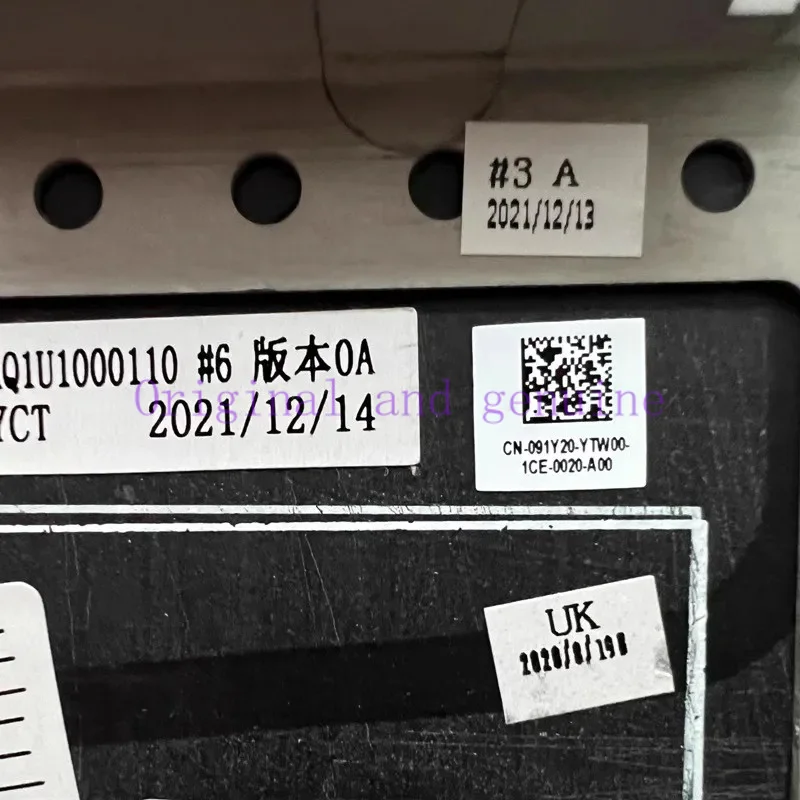 #3 A
2021/12/13
Q1U1000110 #6 版本0A
YCT 2021/12/14
Original and genuine
CN-091Y20-YTW00-
1CE-0020-A00
UK